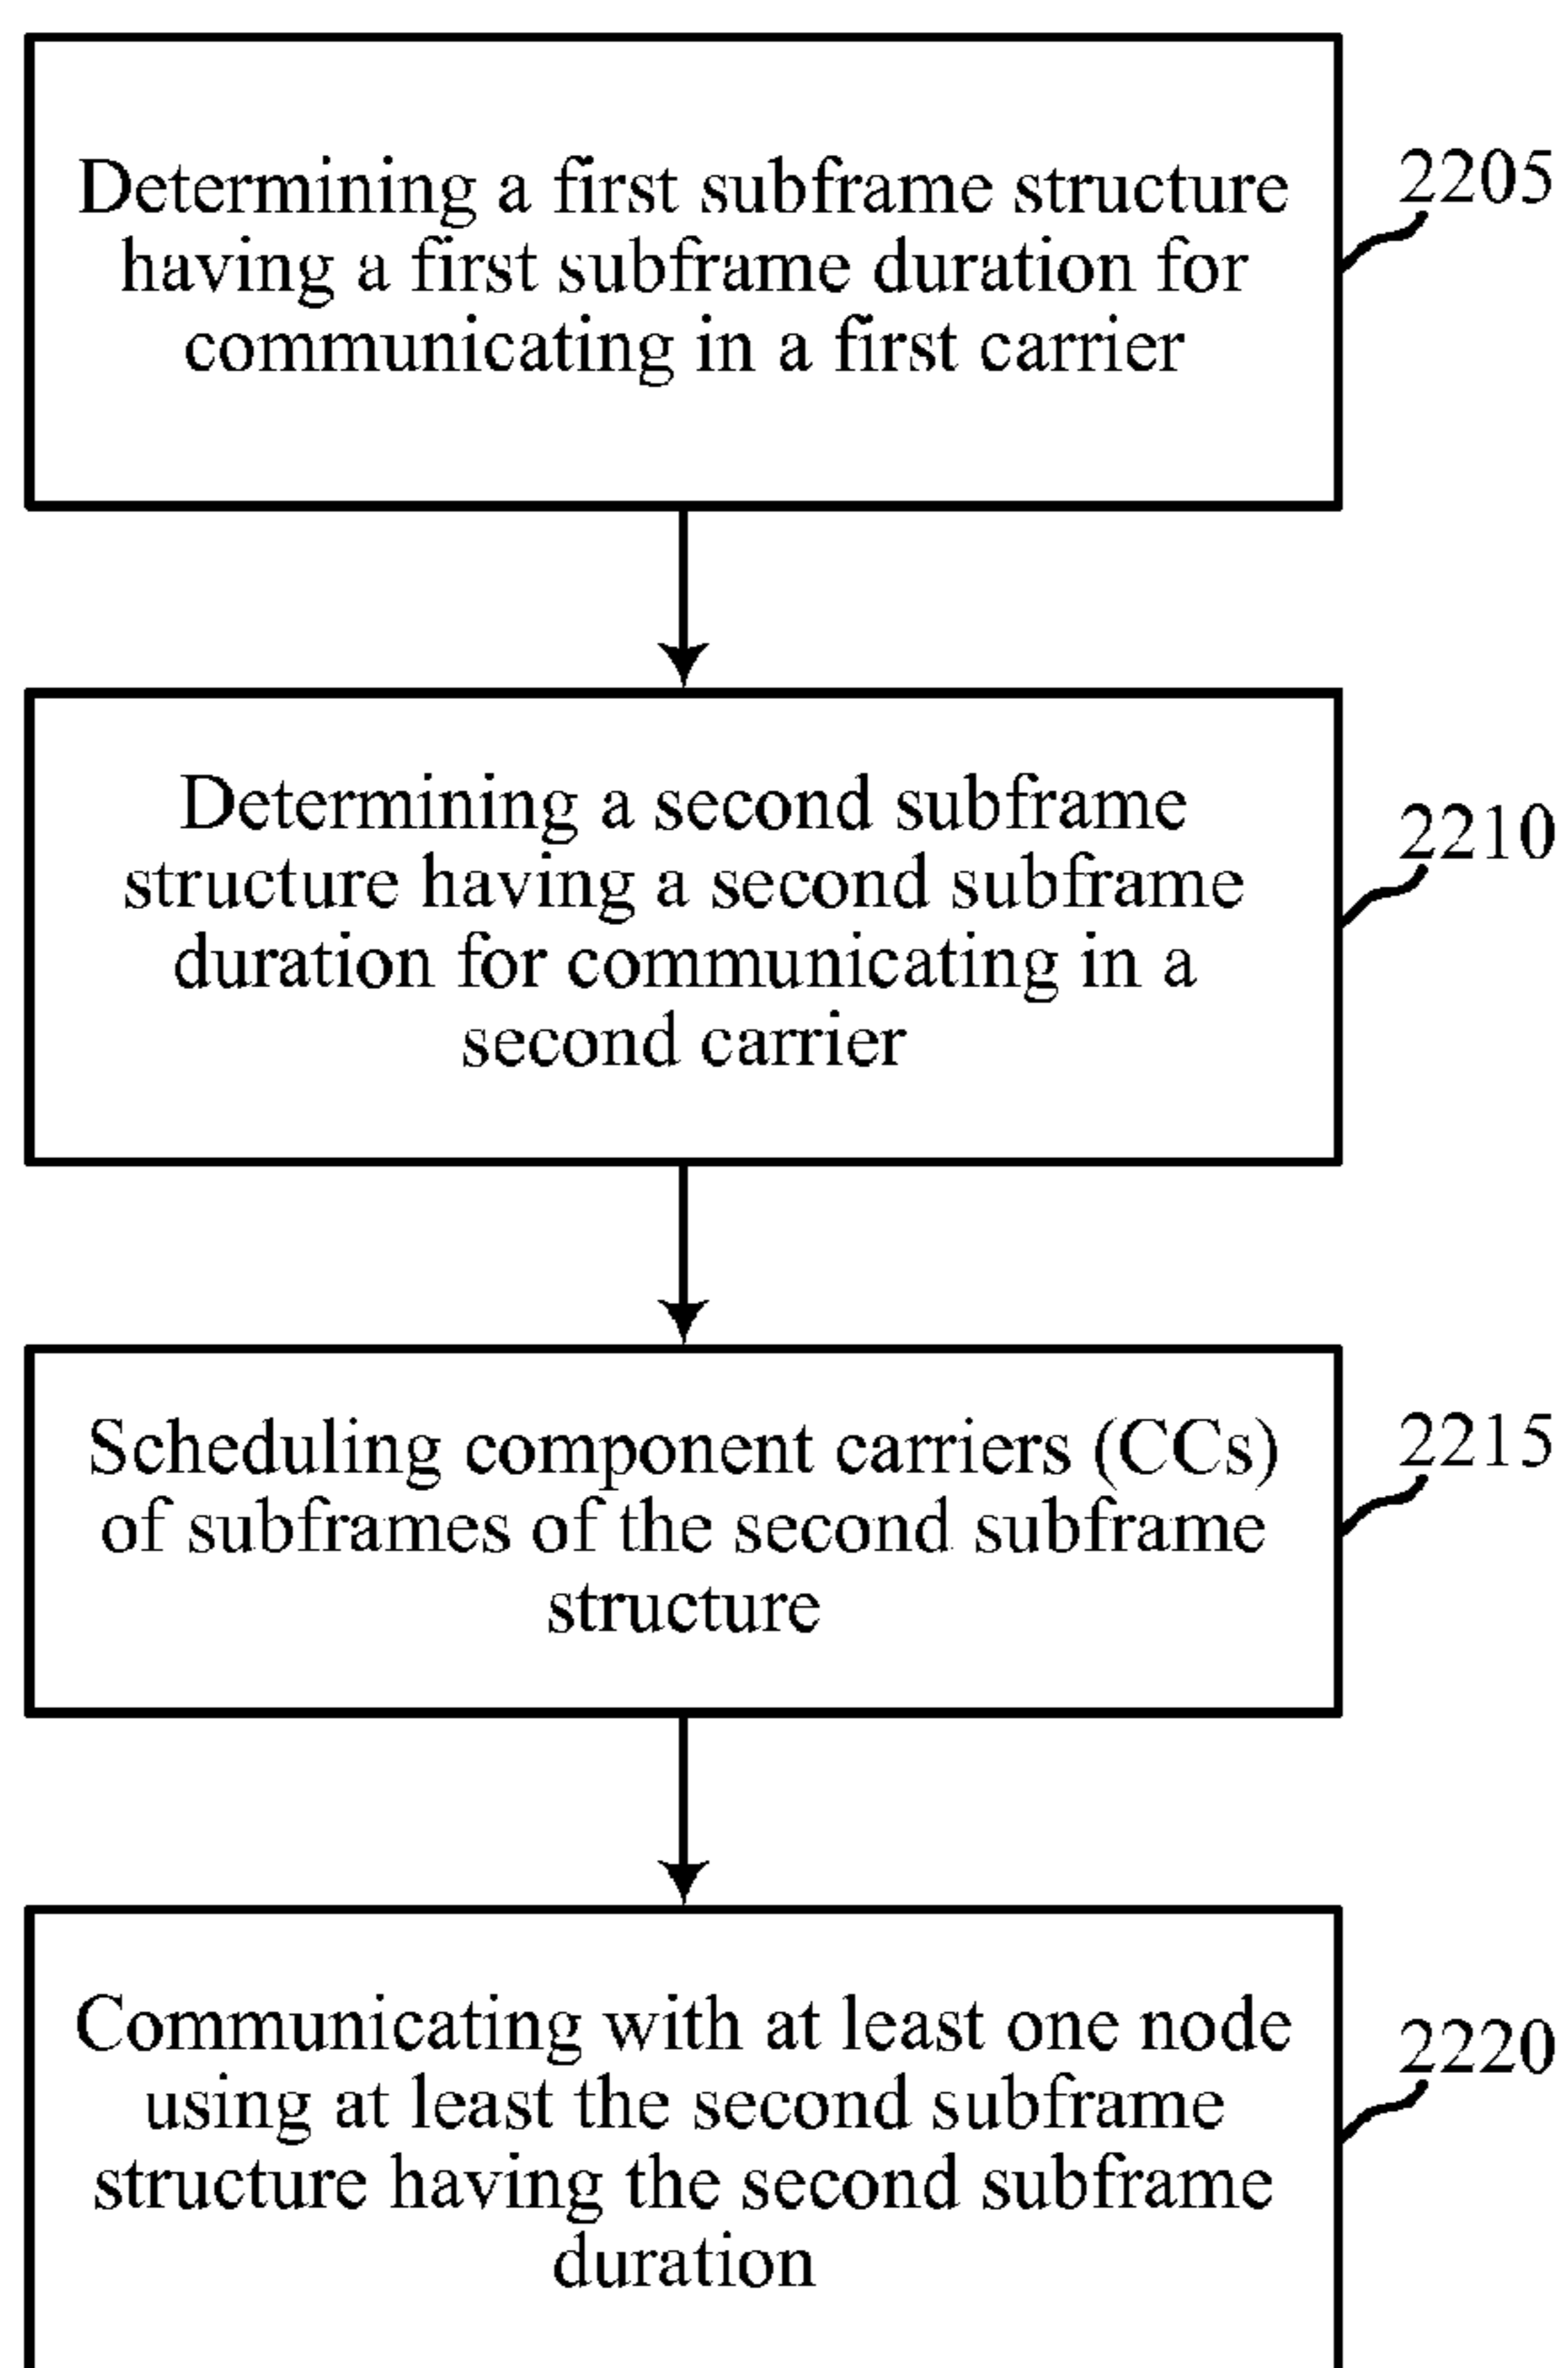 Determining a first subframe structure
having a first subframe duration for
communicating in a first carrier
2205
Determining a second subframe
structure having a second subframe
duration for communicating in a
second carrier
2210
Scheduling component carriers (CCs)
of subframes of the second subframe
structure
2215
Communicating with at least one node
using at least the second subframe
structure having the second subframe
duration
2220